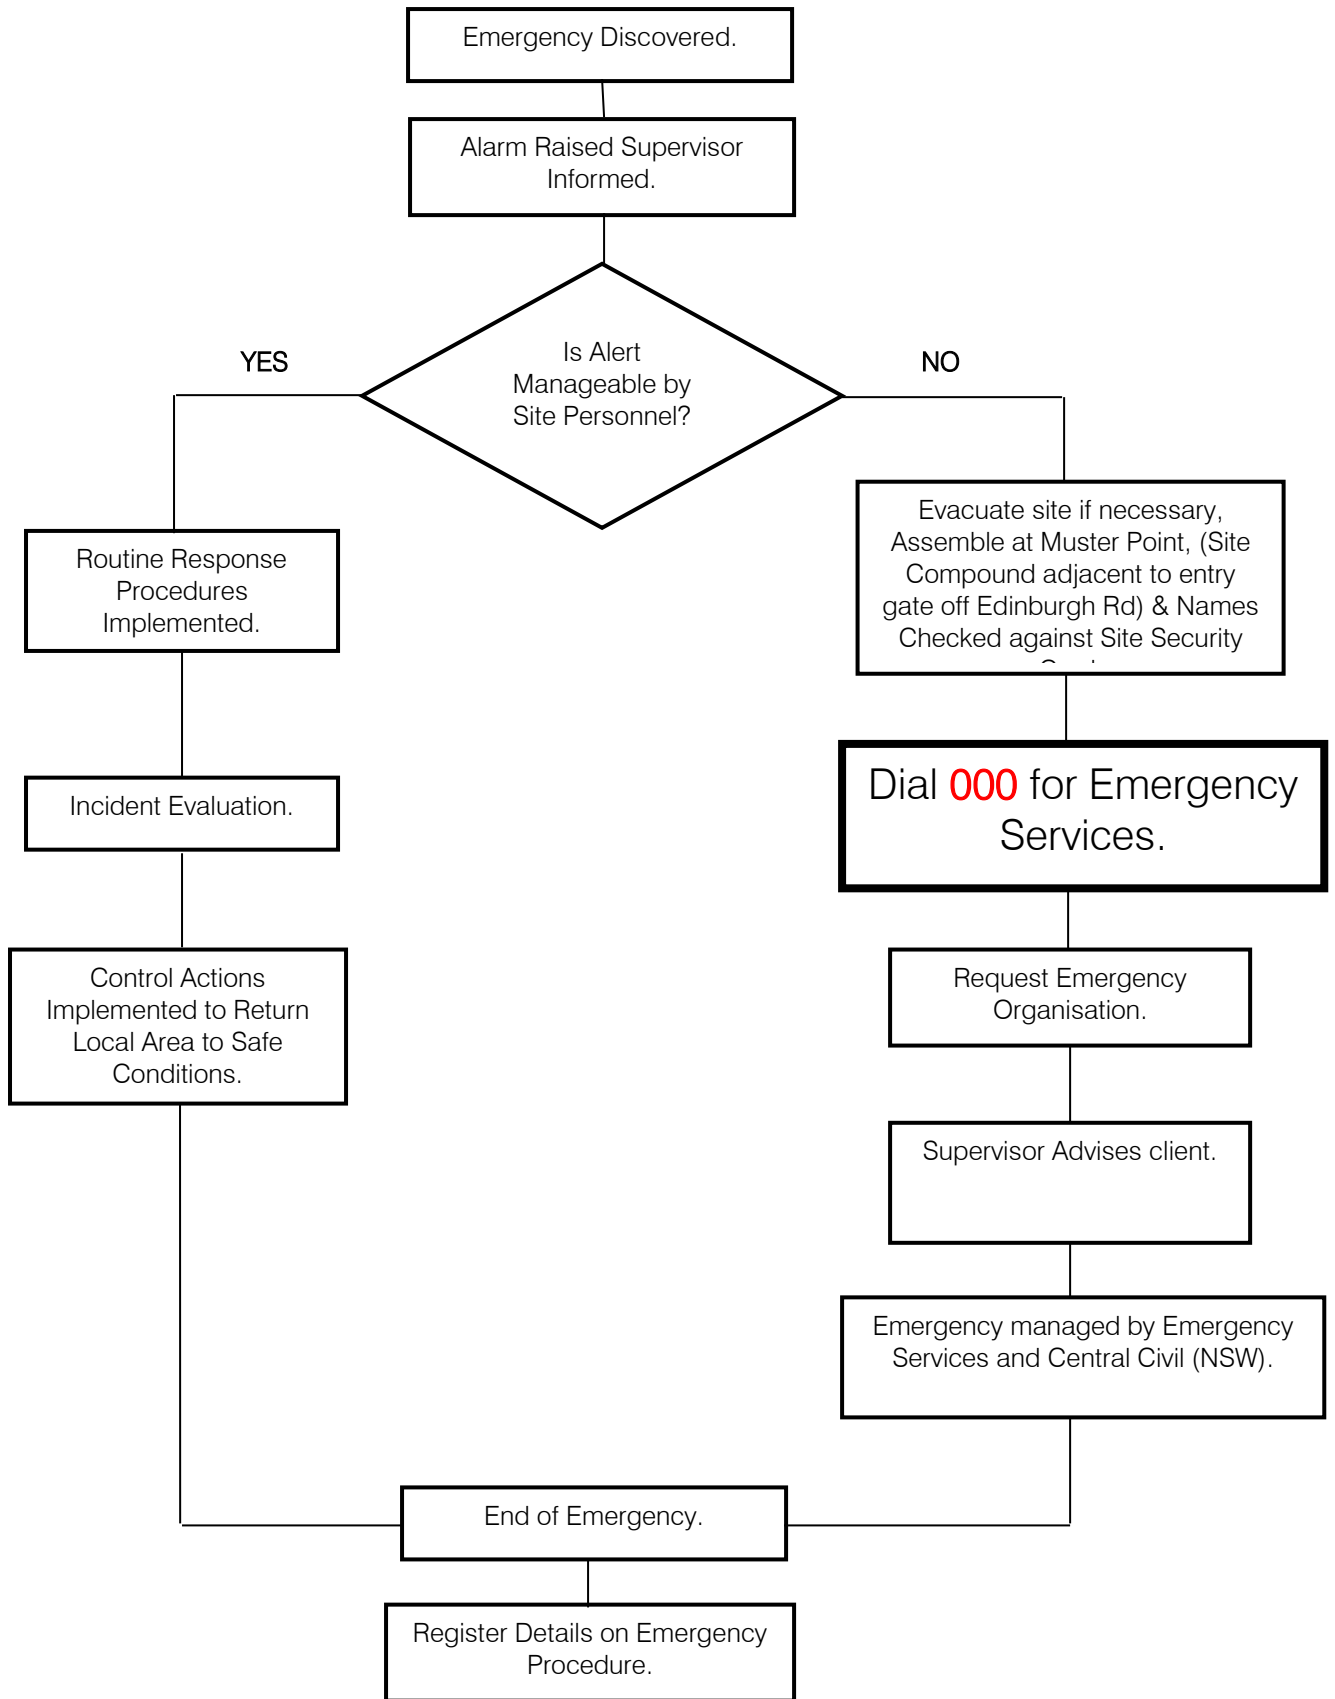 Emergency Discovered.
Alarm Raised Supervisor
Informed.
Is Alert
Manageable by
Site Personnel?
YES
NO
Routine Response
Procedures
Implemented.
Incident Evaluation.
Control Actions
Implemented to Return
Local Area to Safe
Conditions.
Evacuate site if necessary,
Assemble at Muster Point, (Site
Compound adjacent to entry
gate off Edinburgh Rd) & Names
Checked against Site Security
Dial 000 for Emergency
Services.
Request Emergency
Organisation.
Supervisor Advises client.
Emergency managed by Emergency
Services and Central Civil (NSW).
End of Emergency.
Register Details on Emergency
Procedure.